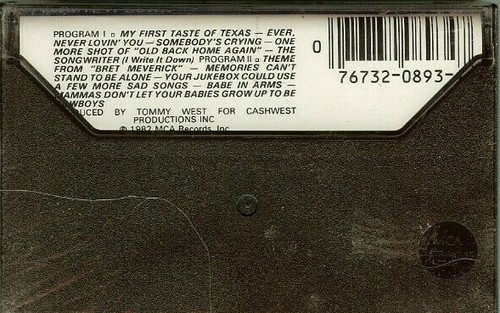 PROGRAM I □ MY FIRST TASTE OF TEXAS — EVER,
NEVER LOVIN' YOU — SOMEBODY'S CRYING — ONE
MORE SHOT OF "OLD BACK HOME AGAIN" — THE
SONGWRITER (I Write It Down) PROGRAM II □ THEME
FROM "BRET MEVERICK" — MEMORIES CAN'T
STAND TO BE ALONE — YOUR JUKEBOX COULD USE
A FEW MORE SAD SONGS — BABE IN ARMS —
MAMMAS DON'T LET YOUR BABIES GROW UP TO BE
WBOYS
UCED BY TOMMY WEST FOR CASHWEST
PRODUCTIONS INC
℗ 1982 MCA Records, Inc.
0
76732-0893-
MCA